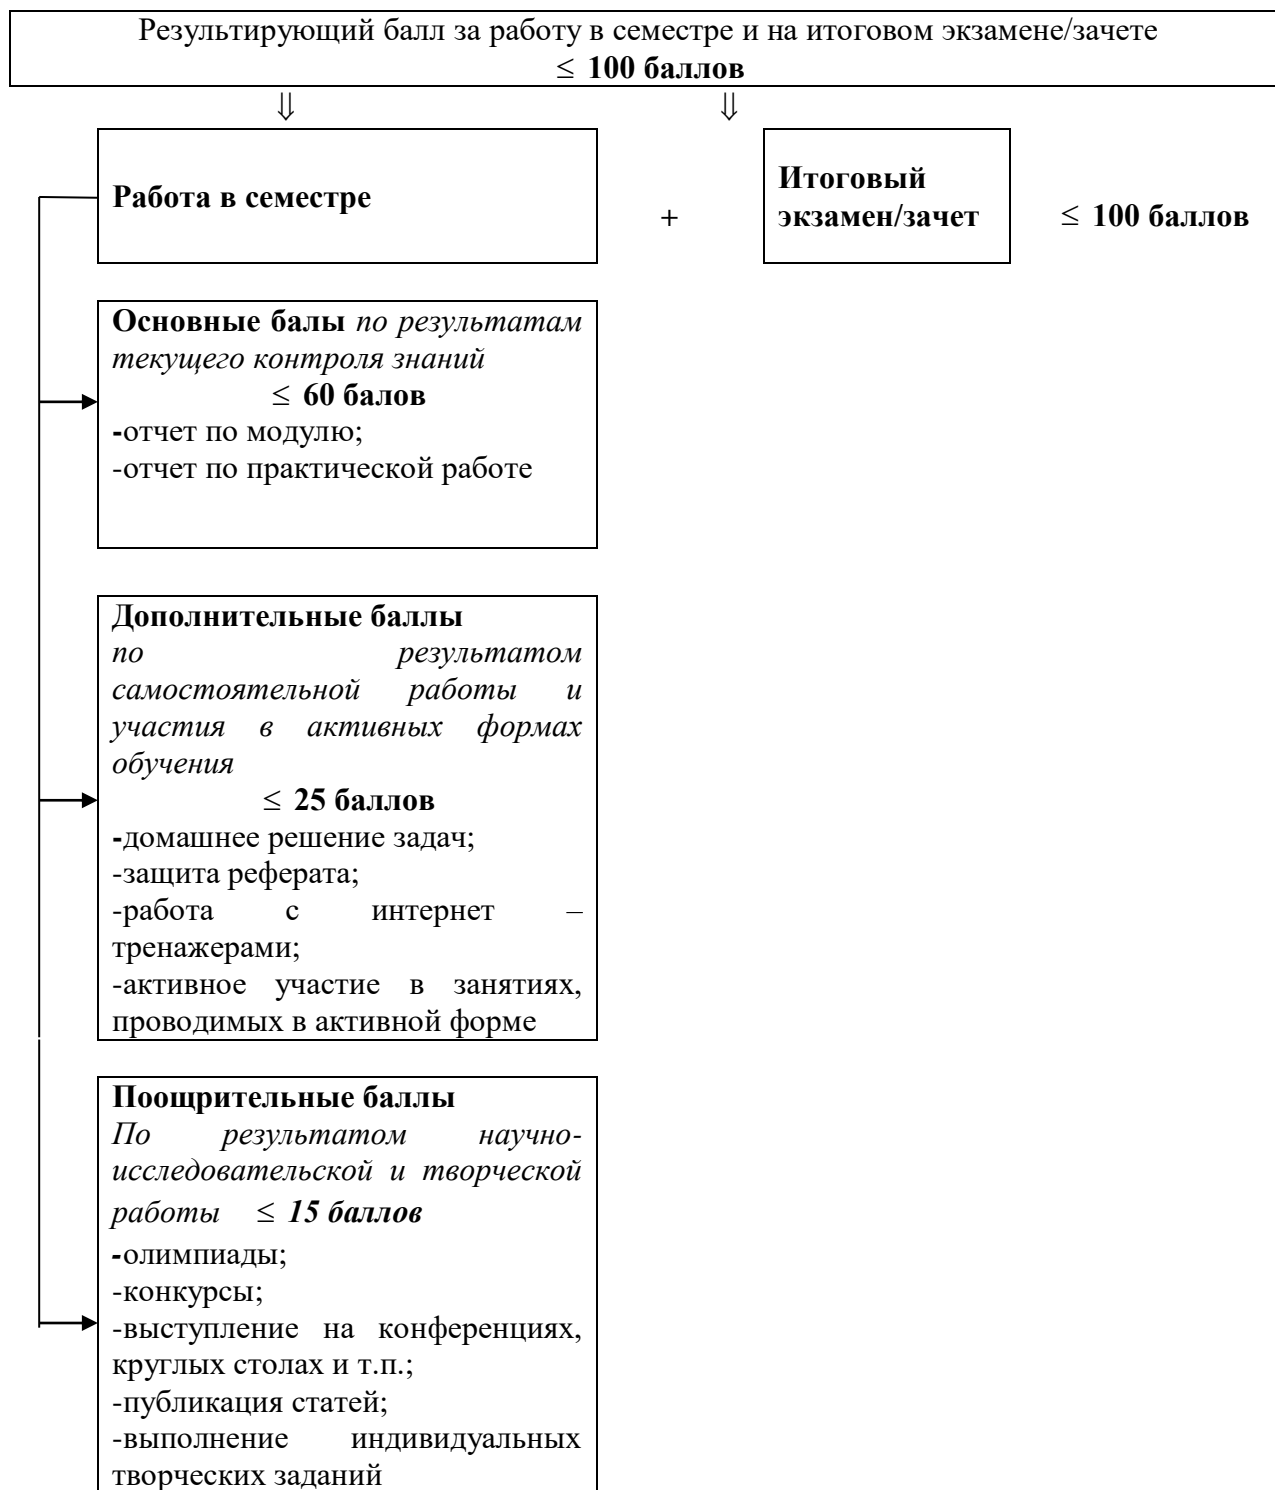 Результирующий балл за работу в семестре и на итоговом экзамене/зачете
≤ 100 баллов
⇓ ⇓
Работа в семестре
+
Итоговый
экзамен/зачет
≤ 100 баллов
Основные балы по результатам
текущего контроля знаний
≤ 60 балов
-отчет по модулю;
-отчет по практической работе
Дополнительные баллы
по результатом
самостоятельной работы и
участия в активных формах
обучения
≤ 25 баллов
-домашнее решение задач;
-защита реферата;
-работа с интернет –
тренажерами;
-активное участие в занятиях,
проводимых в активной форме
Поощрительные баллы
По результатом научно-
исследовательской и творческой
работы ≤ 15 баллов
-олимпиады;
-конкурсы;
-выступление на конференциях,
круглых столах и т.п.;
-публикация статей;
-выполнение индивидуальных
творческих заданий